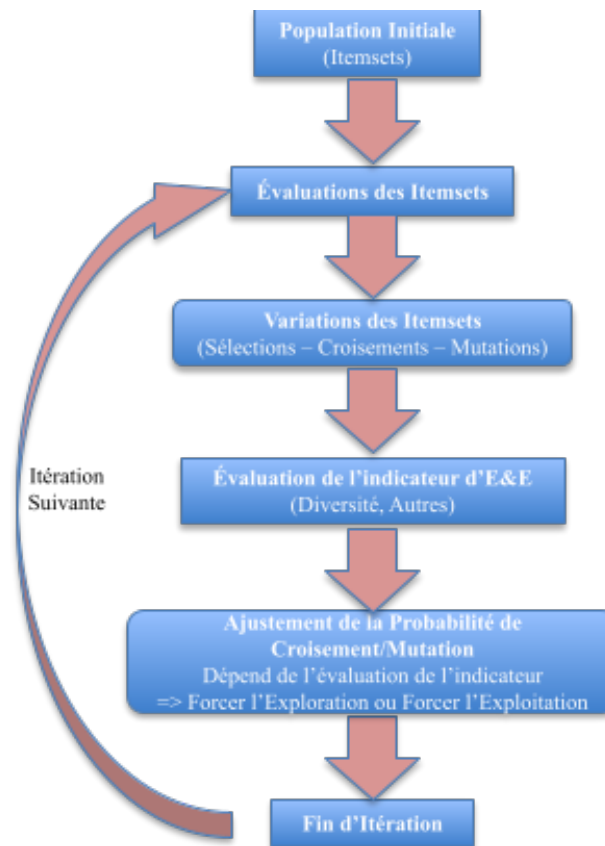 Population Initiale
(Itemsets)
Évaluations des Itemsets
Variations des Itemsets
(Sélections – Croisements – Mutations)
Évaluation de l'indicateur d'E&E
(Diversité, Autres)
Itération
Suivante
Ajustement de la Probabilité de
Croisement/Mutation
Dépend de l'évaluation de l'indicateur
=> Forcer l'Exploration ou Forcer l'Exploitation
Fin d'Itération